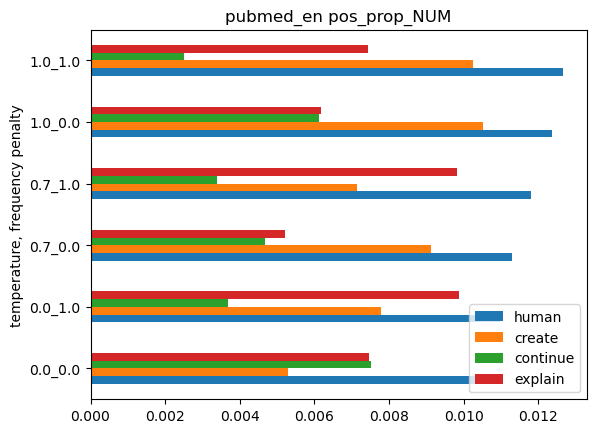 pubmed_en pos_prop_NUM
temperature, frequency penalty
1.0_1.0
1.0_0.0
0.7_1.0
0.7_0.0
0.0_1.0
0.0_0.0
human
create
continue
explain
0.000 0.002 0.004 0.006 0.008 0.010 0.012